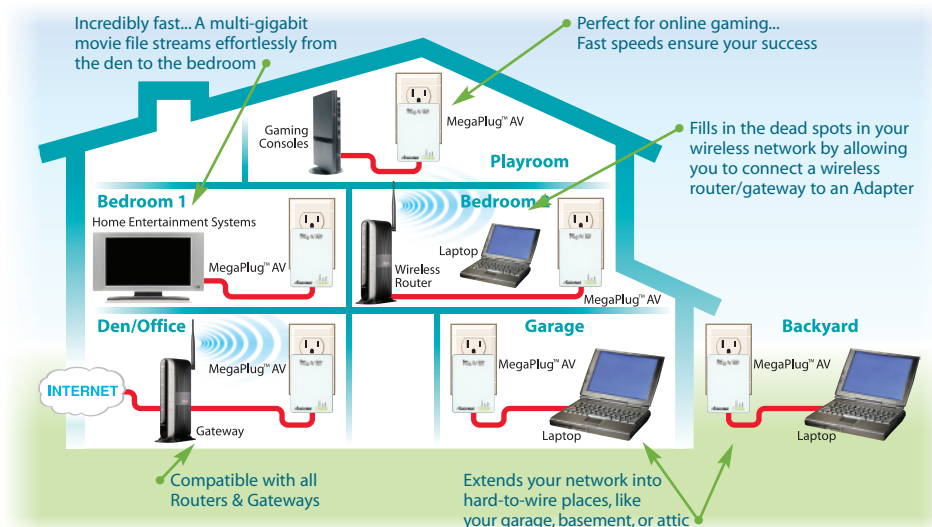 Incredibly fast... A multi-gigabit
movie file streams effortlessly from
the den to the bedroom
Perfect for online gaming...
Fast speeds ensure your success
Gaming
Consoles
MegaPlug™ AV
Playroom
Fills in the dead spots in your
wireless network by allowing
you to connect a wireless
router/gateway to an Adapter
Bedroom 1
Home Entertainment Systems
MegaPlug™ AV
Bedroom 2
Laptop
Wireless
Router
MegaPlug™ AV
Den/Office
MegaPlug™ AV
INTERNET
Gateway
Garage
MegaPlug™ AV
Laptop
Backyard
MegaPlug™ AV
Laptop
Compatible with all
Routers & Gateways
Extends your network into
hard-to-wire places, like
your garage, basement, or attic